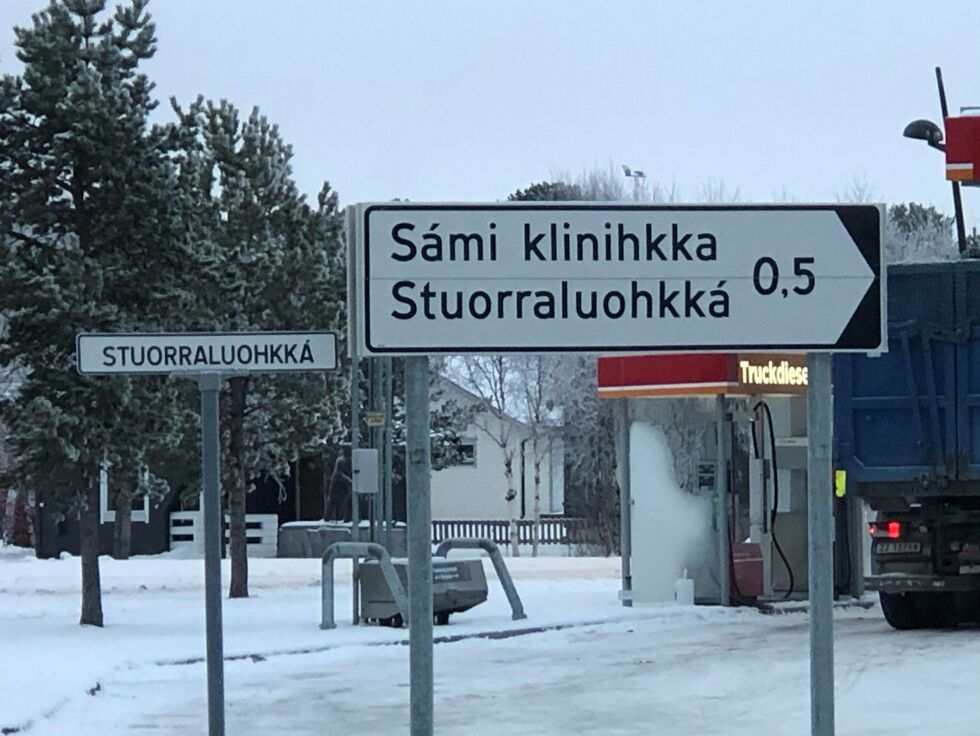 Sámi klinihkka
Stuorraluohkká 0,5
STUORRALUOHKKÁ
Truckdiese